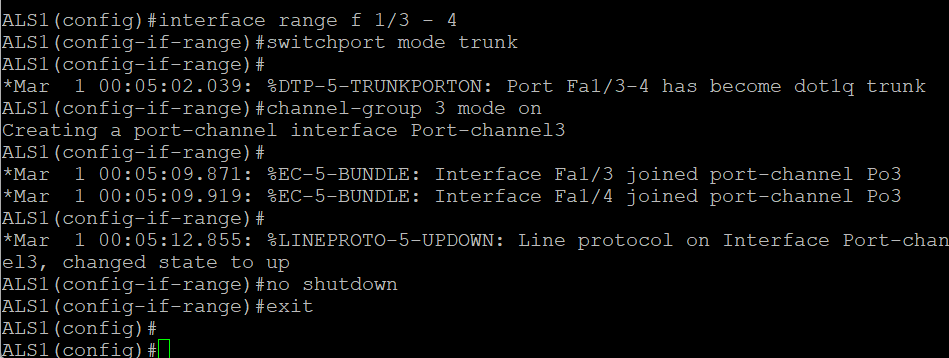 ALS1(config)#interface range f 1/3 - 4
ALS1(config-if-range)#switchport mode trunk
ALS1(config-if-range)#
*Mar  1 00:05:02.039: %DTP-5-TRUNKPORTON: Port Fa1/3-4 has become dot1q trunk
ALS1(config-if-range)#channel-group 3 mode on
Creating a port-channel interface Port-channel3
ALS1(config-if-range)#
*Mar  1 00:05:09.871: %EC-5-BUNDLE: Interface Fa1/3 joined port-channel Po3
*Mar  1 00:05:09.919: %EC-5-BUNDLE: Interface Fa1/4 joined port-channel Po3
ALS1(config-if-range)#
*Mar  1 00:05:12.855: %LINEPROTO-5-UPDOWN: Line protocol on Interface Port-chan
el3, changed state to up
ALS1(config-if-range)#no shutdown
ALS1(config-if-range)#exit
ALS1(config)#
ALS1(config)#